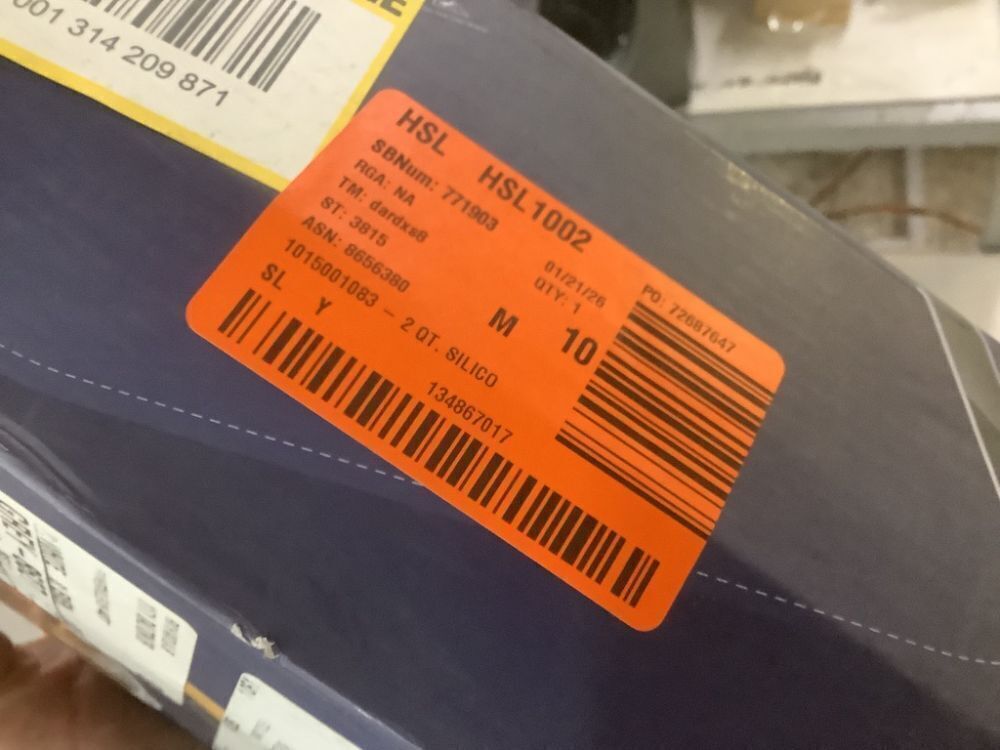 001 314 209 871
HSL HSL1002
SBNum: 771903
RGA: NA
TM: dardxs8
ST: 3815
ASN: 8656380
01/21/26
QTY: 1
PO: 72687647
1015001083 - 2 QT. SILICO
SL Y M 10
134867017